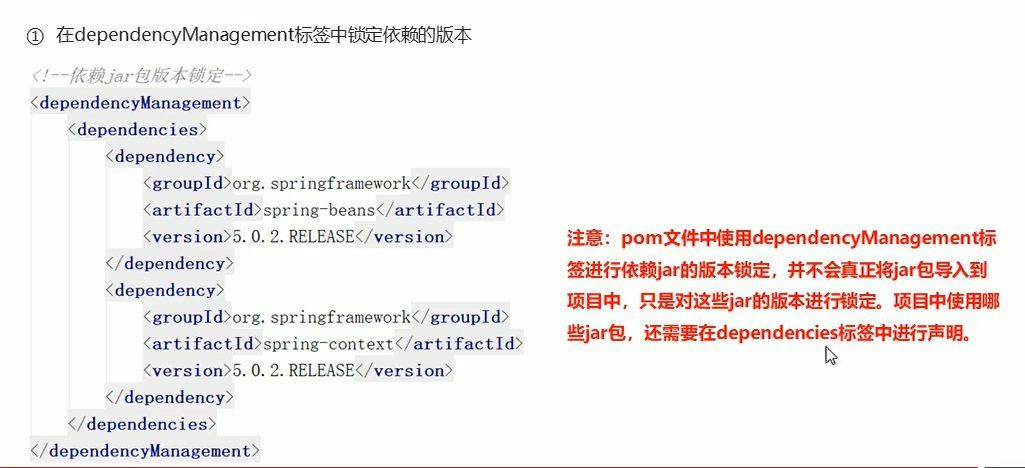 ① 在dependencyManagement标签中锁定依赖的版本
<!--依赖jar包版本锁定-->
<dependencyManagement>
<dependencies>
<dependency>
<groupId>org.springframework</groupId>
<artifactId>spring-beans</artifactId>
<version>5.0.2.RELEASE</version>
</dependency>
<dependency>
<groupId>org.springframework</groupId>
<artifactId>spring-context</artifactId>
<version>5.0.2.RELEASE</version>
</dependency>
</dependencies>
</dependencyManagement>
注意：pom文件中使用dependencyManagement标
签进行依赖jar的版本锁定，并不会真正将jar包导入到
项目中，只是对这些jar的版本进行锁定。项目中使用哪
些jar包，还需要在dependencies标签中进行声明。